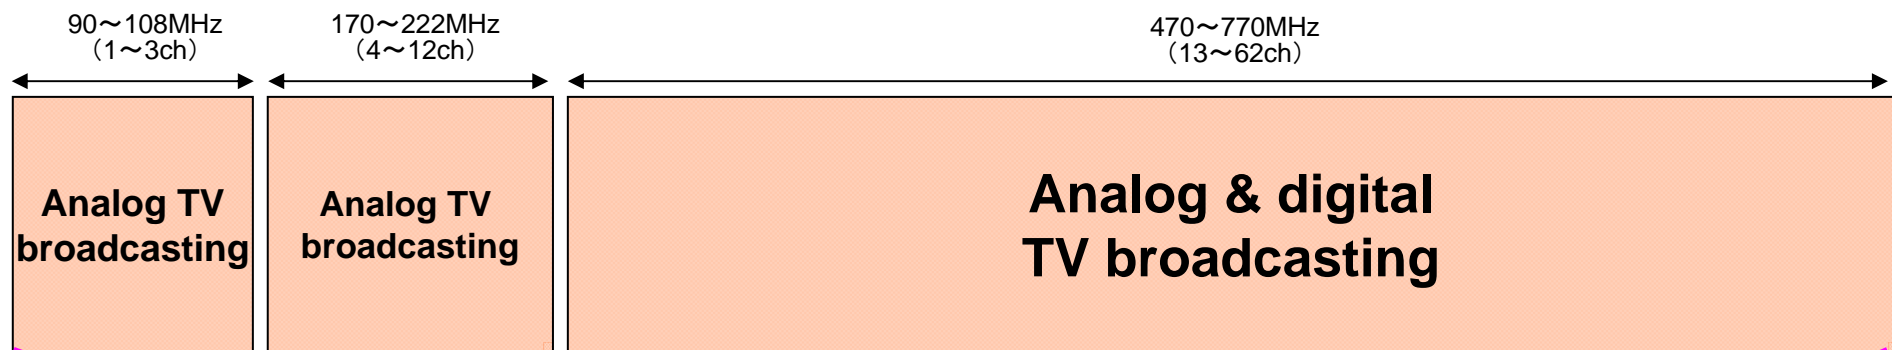 90～108MHz
（1～3ch）
170～222MHz
（4～12ch）
470～770MHz
（13～62ch）
Analog TV
broadcasting
Analog TV
broadcasting
Analog & digital
TV broadcasting